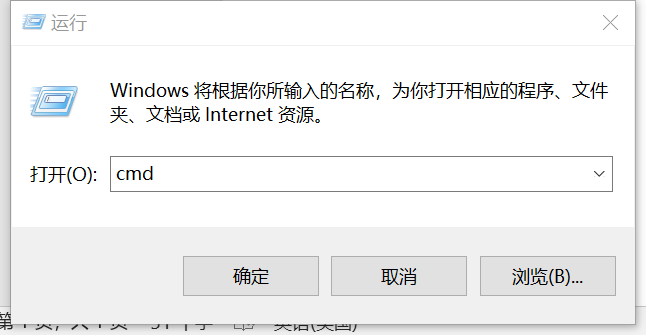 运行
Windows 将根据你所输入的名称，为你打开相应的程序、文件
夹、文档或 Internet 资源。
打开(O): cmd
确定 取消 浏览(B)...